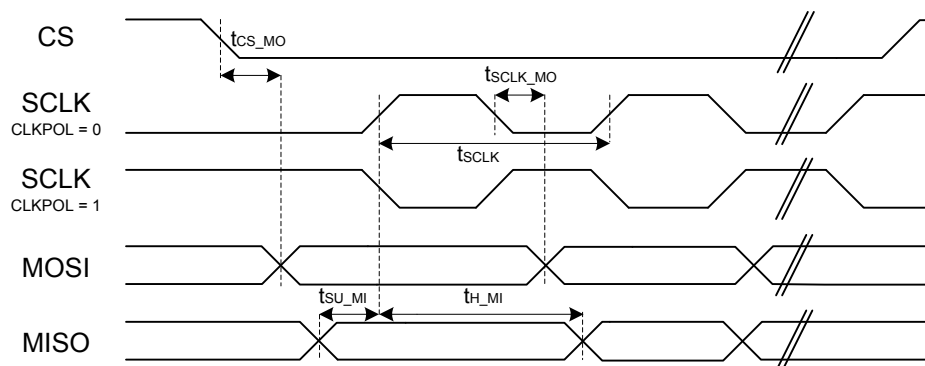 CS
tCS_MO
SCLK
CLKPOL = 0
tSCLK_MO
tSCLK
SCLK
CLKPOL = 1
MOSI
tSU_MI
tH_MI
MISO